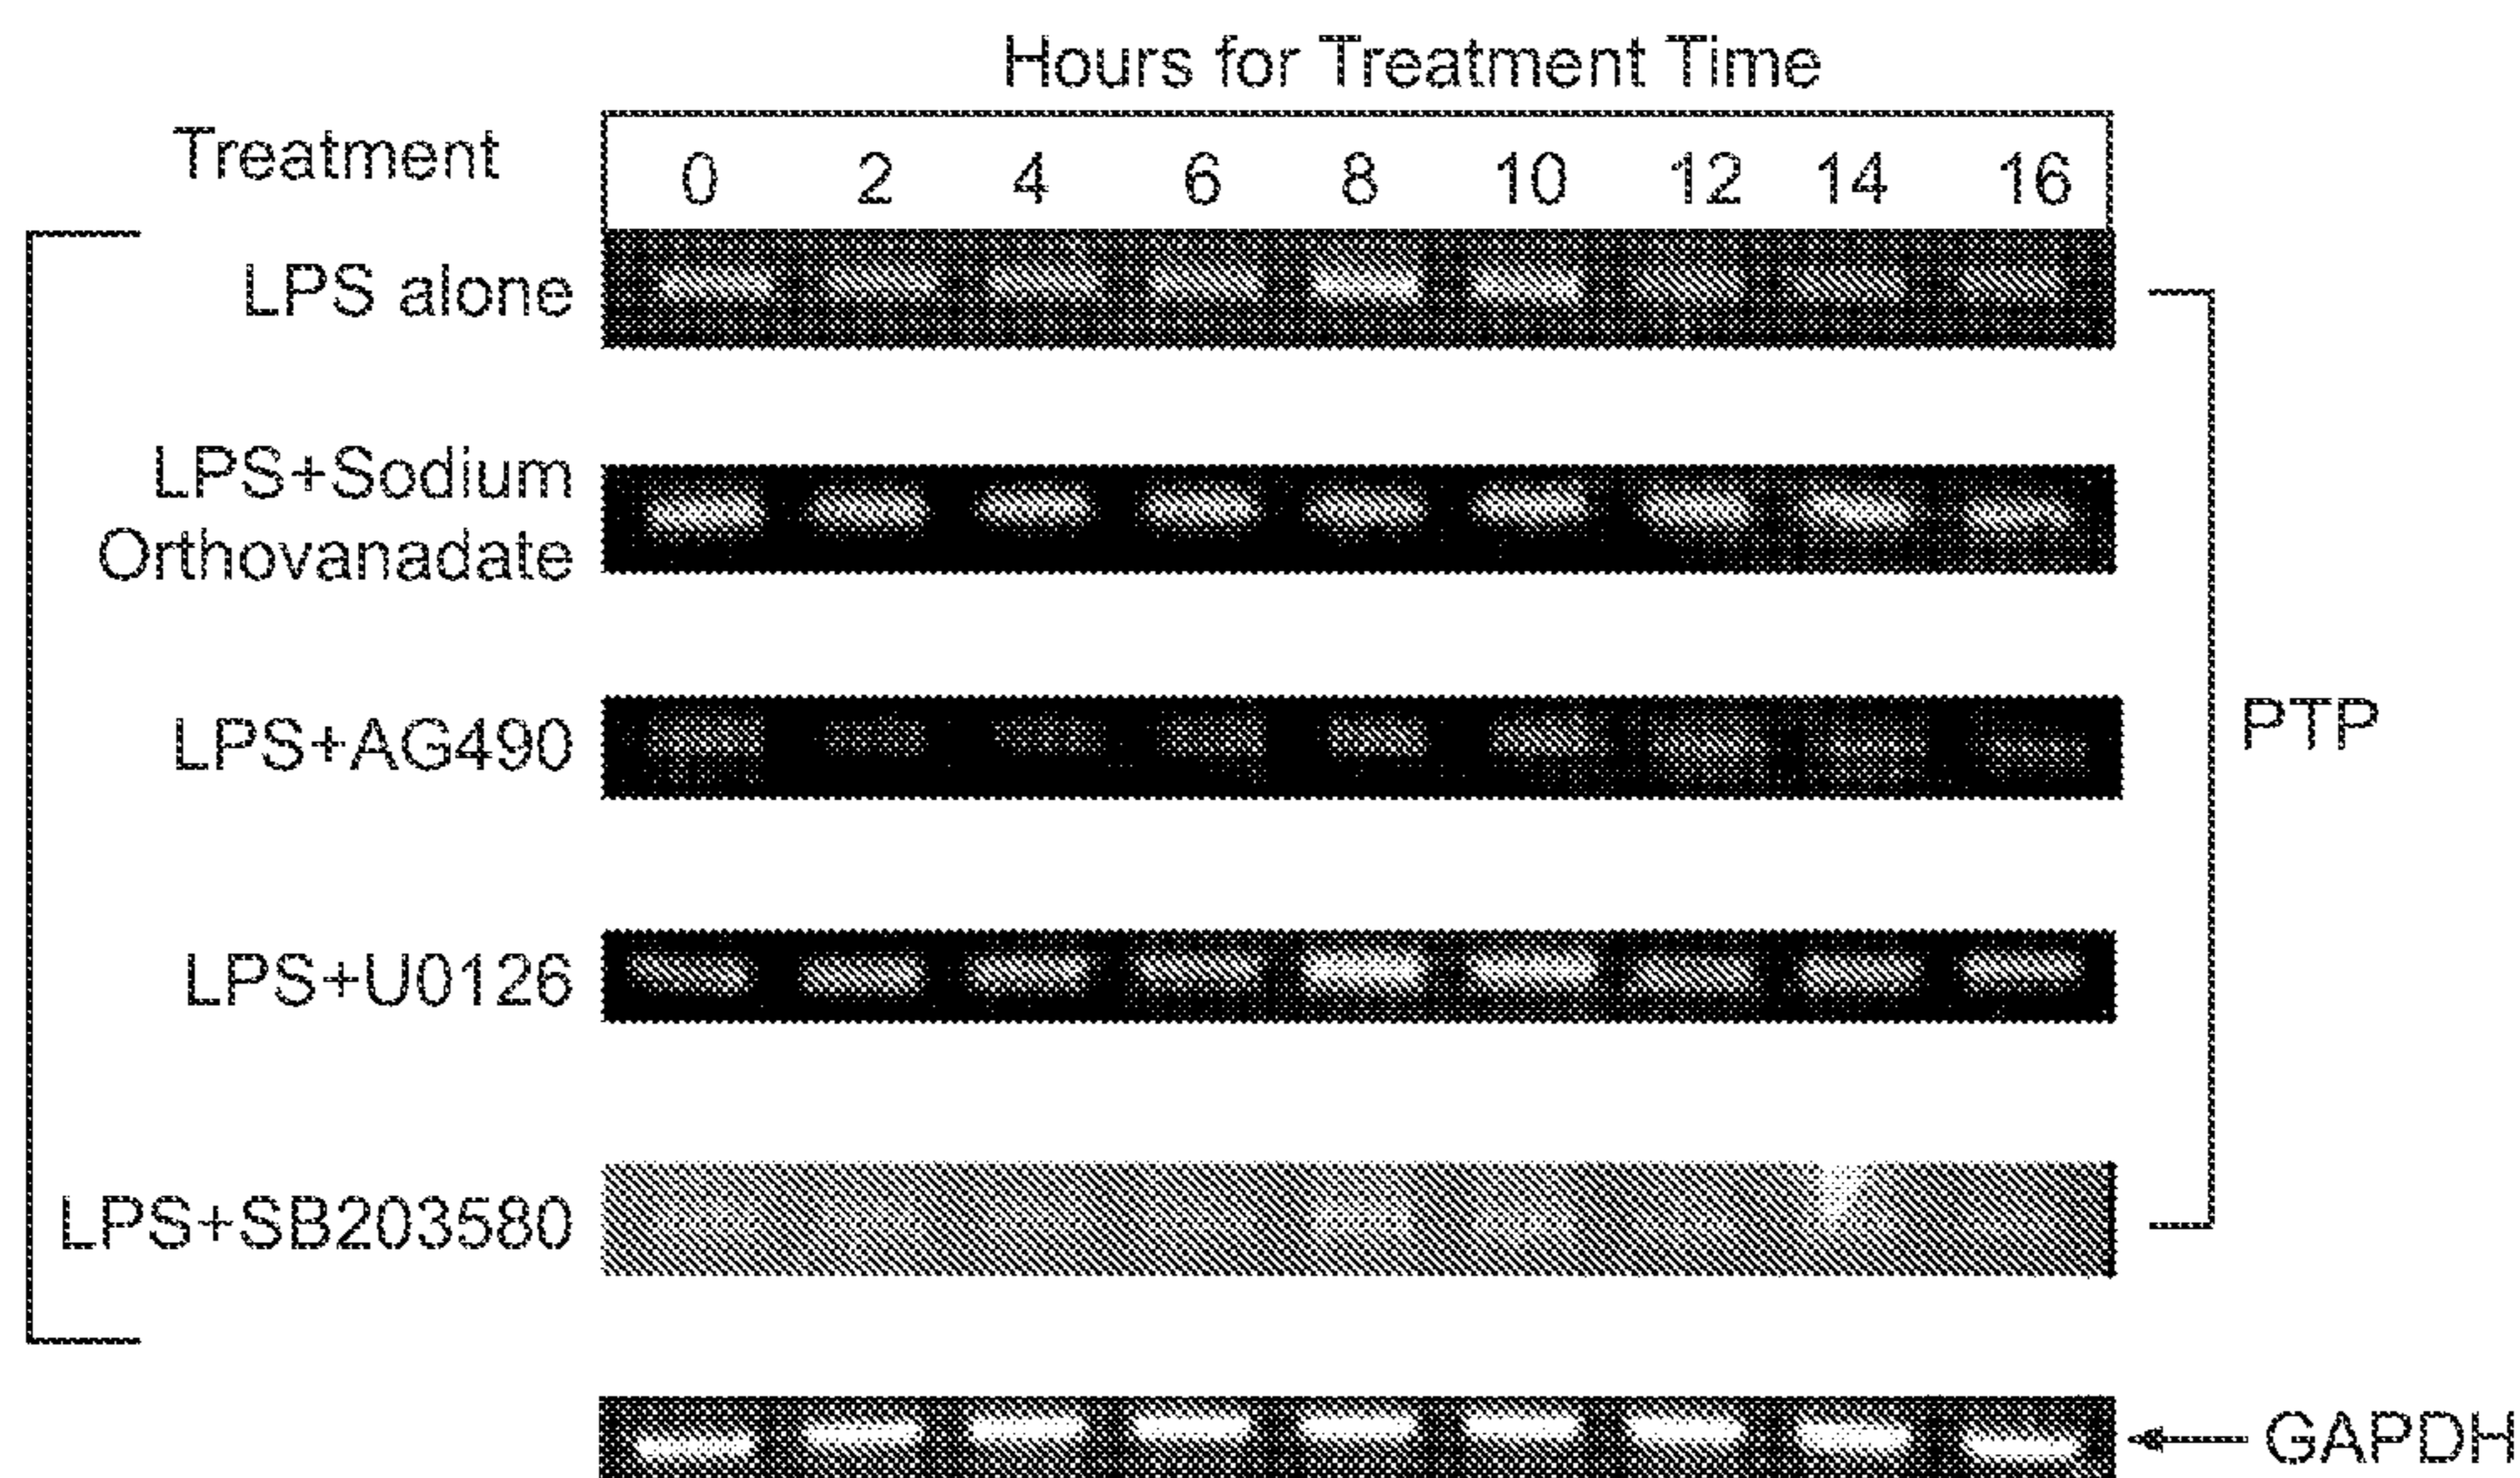 Hours for Treatment Time
Treatment
0 2 4 6 8 10 12 14 16
LPS alone
LPS+Sodium
Orthovanadate
LPS+AG490
PTP
LPS+U0126
LPS+SB203580
GAPDH